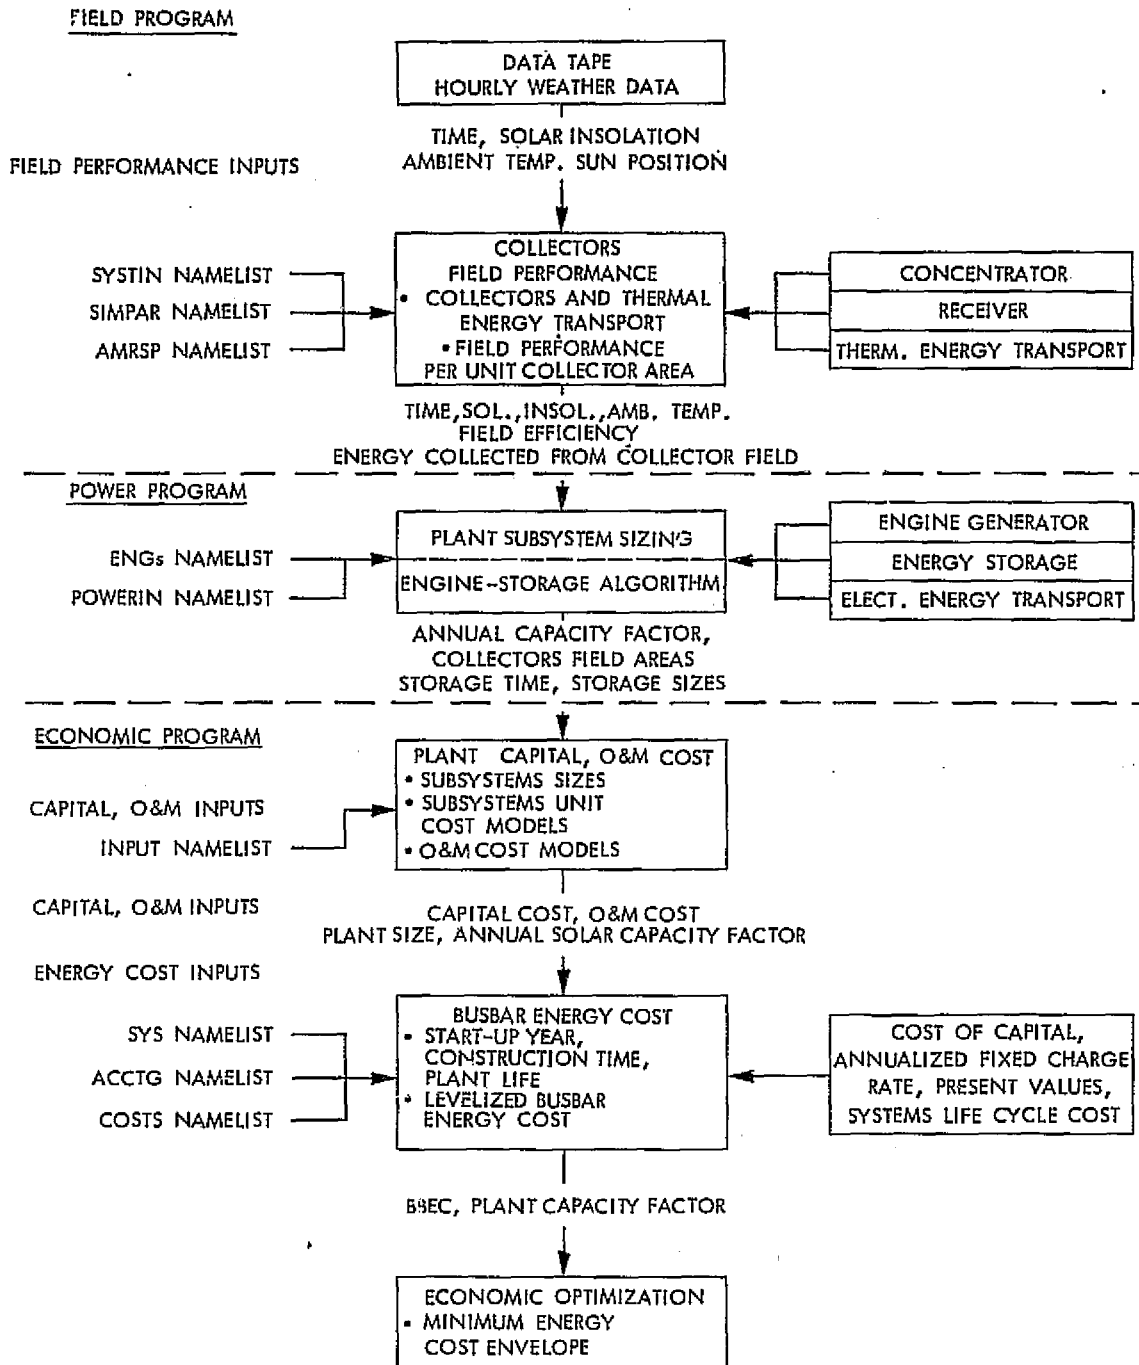 FIELD PROGRAM
DATA TAPE
HOURLY WEATHER DATA
TIME, SOLAR INSOLATION
AMBIENT TEMP. SUN POSITION
FIELD PERFORMANCE INPUTS
SYSTIN NAMELIST
SIMPAR NAMELIST
AMRSP NAMELIST
COLLECTORS
FIELD PERFORMANCE
• COLLECTORS AND THERMAL
ENERGY TRANSPORT
• FIELD PERFORMANCE
PER UNIT COLLECTOR AREA
CONCENTRATOR
RECEIVER
THERM. ENERGY TRANSPORT
TIME, SOL., INSOL., AMB. TEMP.
FIELD EFFICIENCY
ENERGY COLLECTED FROM COLLECTOR FIELD
POWER PROGRAM
ENGs NAMELIST
POWERIN NAMELIST
PLANT SUBSYSTEM SIZING
ENGINE-STORAGE ALGORITHM
ENGINE GENERATOR
ENERGY STORAGE
ELECT. ENERGY TRANSPORT
ANNUAL CAPACITY FACTOR,
COLLECTORS FIELD AREAS
STORAGE TIME, STORAGE SIZES
ECONOMIC PROGRAM
CAPITAL, O&M INPUTS
INPUT NAMELIST
PLANT CAPITAL, O&M COST
• SUBSYSTEMS SIZES
• SUBSYSTEMS UNIT
COST MODELS
• O&M COST MODELS
CAPITAL, O&M INPUTS
CAPITAL COST, O&M COST
PLANT SIZE, ANNUAL SOLAR CAPACITY FACTOR
ENERGY COST INPUTS
SYS NAMELIST
ACCTG NAMELIST
COSTS NAMELIST
BUSBAR ENERGY COST
• START-UP YEAR,
CONSTRUCTION TIME,
PLANT LIFE
• LEVELIZED BUSBAR
ENERGY COST
COST OF CAPITAL,
ANNUALIZED FIXED CHARGE
RATE, PRESENT VALUES,
SYSTEMS LIFE CYCLE COST
BBEC, PLANT CAPACITY FACTOR
ECONOMIC OPTIMIZATION
• MINIMUM ENERGY
COST ENVELOPE